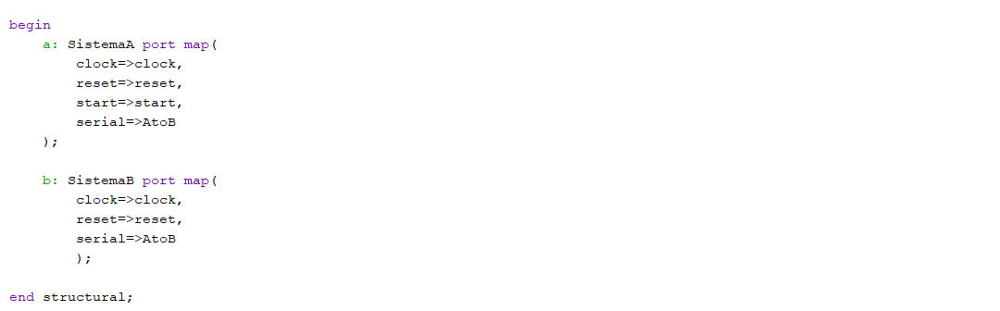 begin
    a: SistemaA port map(
        clock=>clock,
        reset=>reset,
        start=>start,
        serial=>AtoB
    );

    b: SistemaB port map(
        clock=>clock,
        reset=>reset,
        serial=>AtoB
        );

end structural;